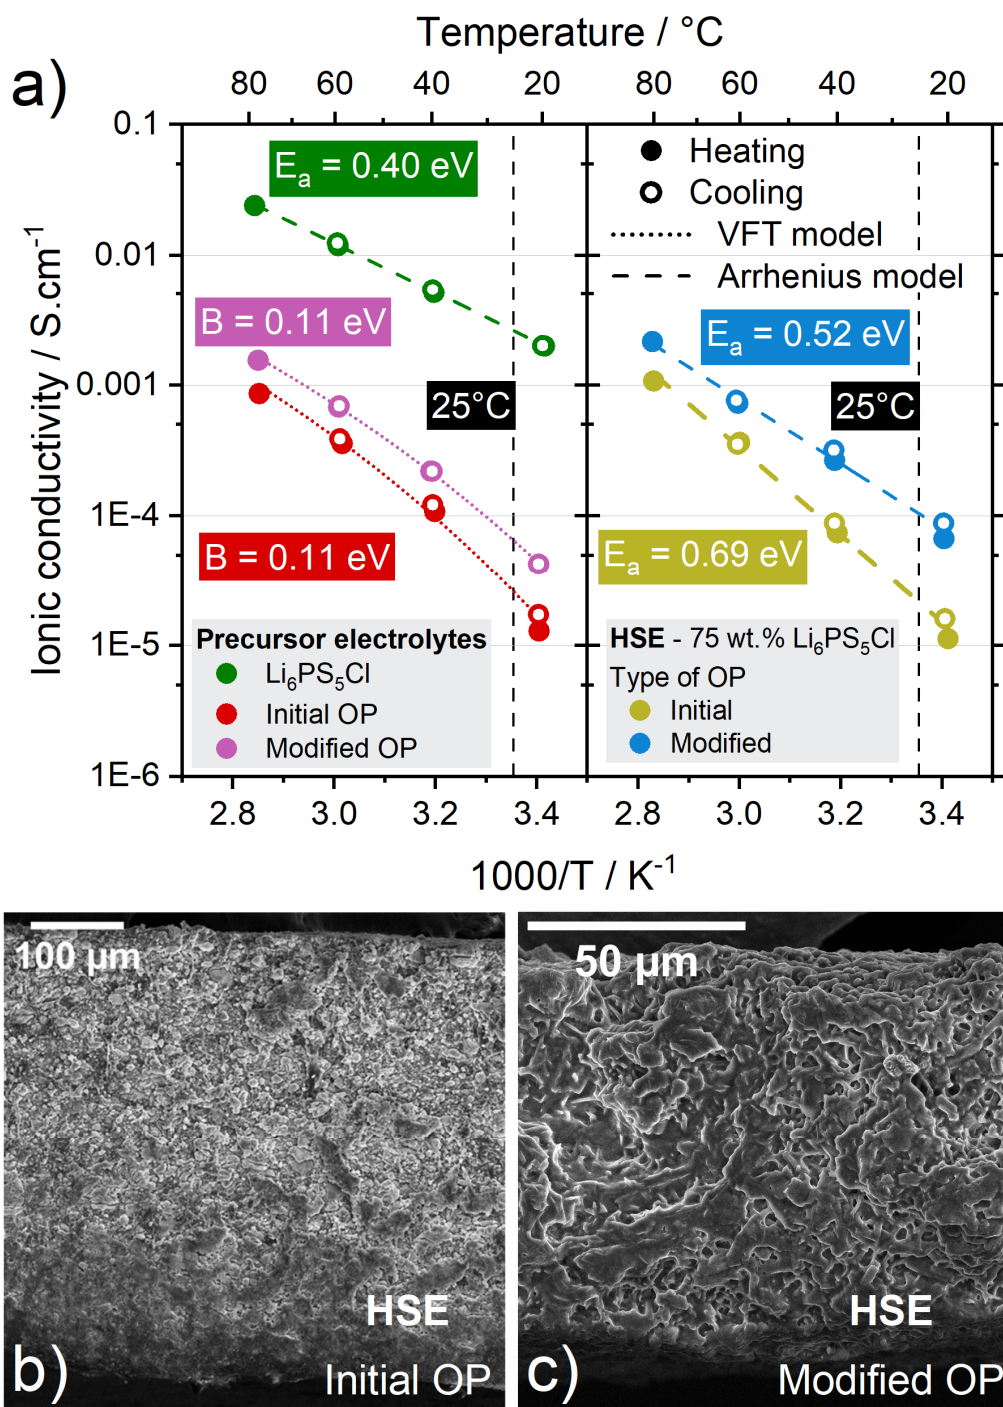 Temperature / °C
a)
80 60 40 20 80 60 40 20
0.1
0.01
0.001
1E-4
1E-5
1E-6
Ionic conductivity / S.cm⁻¹
Eₐ = 0.40 eV
B = 0.11 eV
25°C
B = 0.11 eV
Precursor electrolytes
Li₆PS₅Cl
Initial OP
Modified OP
Heating
Cooling
VFT model
Arrhenius model
Eₐ = 0.52 eV
25°C
Eₐ = 0.69 eV
HSE - 75 wt.% Li₆PS₅Cl
Type of OP
Initial
Modified
2.8 3.0 3.2 3.4 2.8 3.0 3.2 3.4
1000/T / K⁻¹
100 µm
HSE
b)
Initial OP
50 µm
HSE
c)
Modified OP